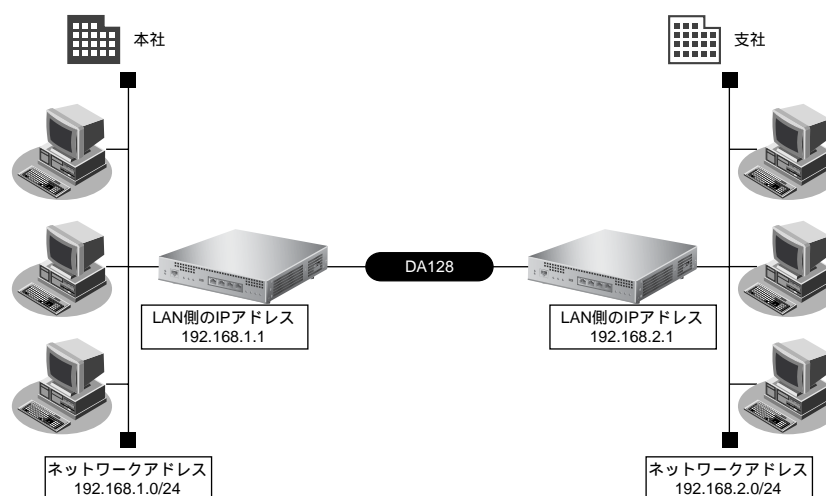 本社
支社
DA128
LAN側のIPアドレス
192.168.1.1
LAN側のIPアドレス
192.168.2.1
ネットワークアドレス
192.168.1.0/24
ネットワークアドレス
192.168.2.0/24